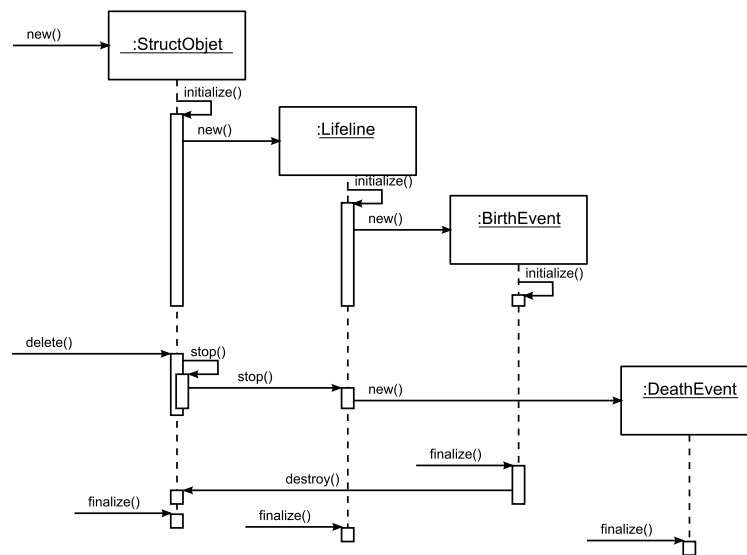 new()
:StructObjet
initialize()
new()
:Lifeline
initialize()
new()
:BirthEvent
initialize()
delete()
stop()
stop()
new()
:DeathEvent
finalize()
destroy()
finalize()
finalize()
finalize()